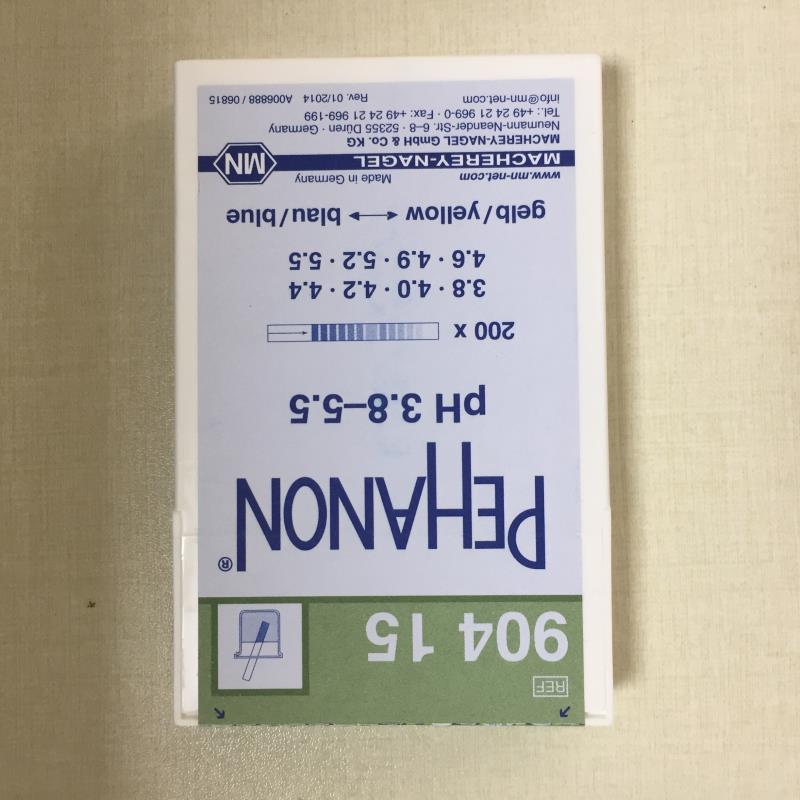 REF
904 15
PEHANON®
pH 3.8–5.5
200 x
3.8 · 4.0 · 4.2 · 4.4
4.6 · 4.9 · 5.2 · 5.5
gelb/yellow ⟷ blau/blue
www.mn-net.com Made in Germany
MACHEREY-NAGEL MN
MACHEREY-NAGEL GmbH & Co. KG
Neumann-Neander-Str. 6–8 · 52355 Düren · Germany
Tel.: +49 24 21 969-0 · Fax: +49 24 21 969-199
info@mn-net.com Rev. 01/2014 A006888 / 06815